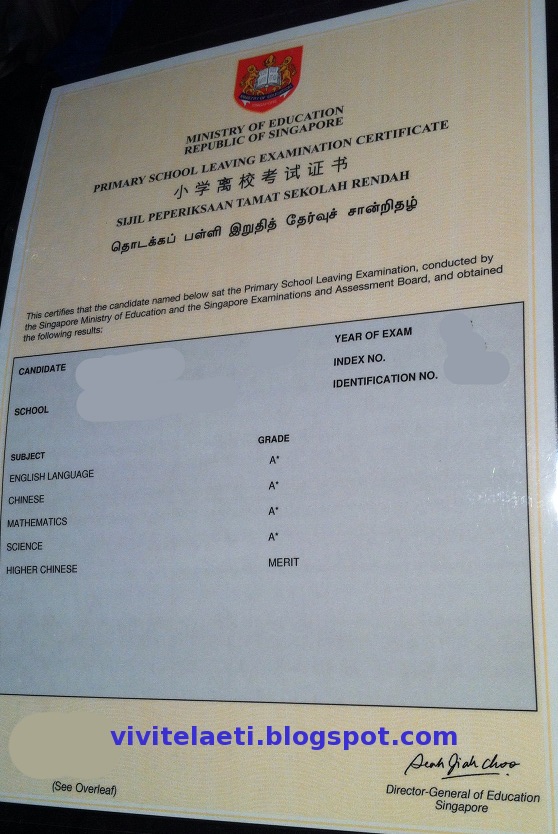 MINISTRY OF EDUCATION
REPUBLIC OF SINGAPORE
PRIMARY SCHOOL LEAVING EXAMINATION CERTIFICATE
小学离校考试证书
SIJIL PEPERIKSAAN TAMAT SEKOLAH RENDAH
தொடக்கப் பள்ளி இறுதித் தேர்வுச் சான்றிதழ்
This certifies that the candidate named below sat the Primary School Leaving Examination, conducted by
the Singapore Ministry of Education and the Singapore Examinations and Assessment Board, and obtained
the following results:
CANDIDATE
YEAR OF EXAM
INDEX NO.
IDENTIFICATION NO.
SCHOOL
SUBJECT GRADE
ENGLISH LANGUAGE A*
CHINESE A*
MATHEMATICS A*
SCIENCE A*
HIGHER CHINESE MERIT
vivitelaeti.blogspot.com
(See Overleaf)
Director-General of Education
Singapore